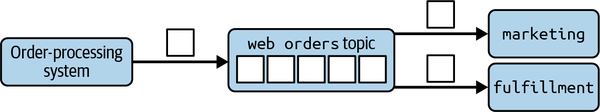 Order-processing
system
web orders topic
marketing
fulfillment